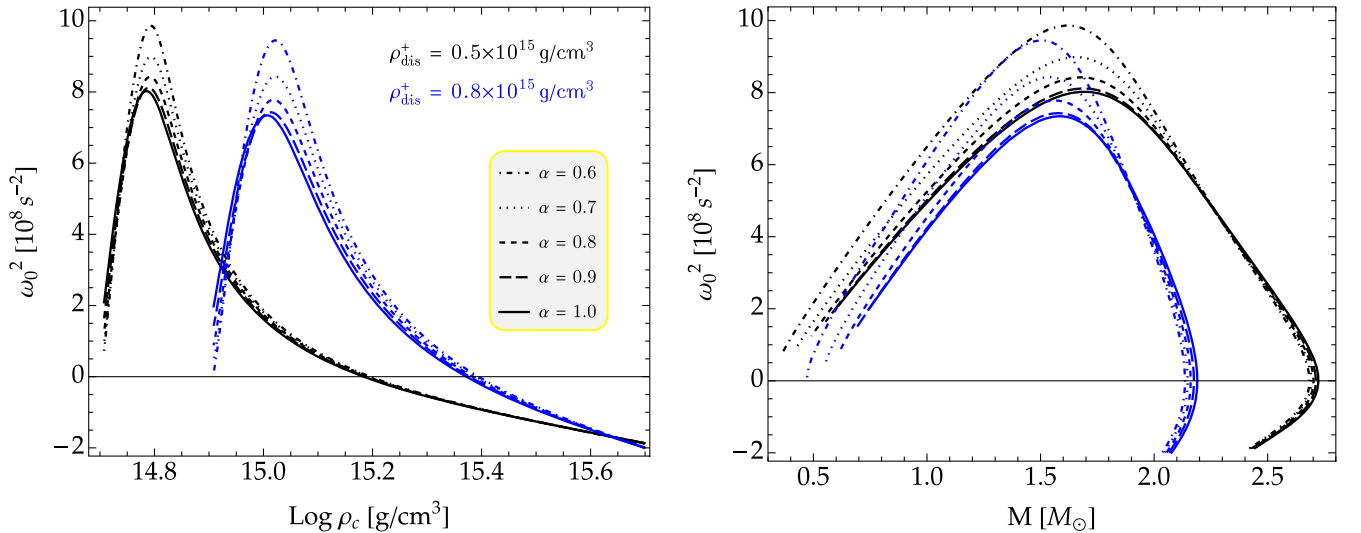 10
8
6
4
2
0
−2
ω₀² [10⁸ s⁻²]
ρ⁺dis = 0.5×10¹⁵ g/cm³
ρ⁺dis = 0.8×10¹⁵ g/cm³
α = 0.6
α = 0.7
α = 0.8
α = 0.9
α = 1.0
14.8 15.0 15.2 15.4 15.6
Log ρc [g/cm³]
10
8
6
4
2
0
−2
ω₀² [10⁸ s⁻²]
0.5 1.0 1.5 2.0 2.5
M [M⊙]